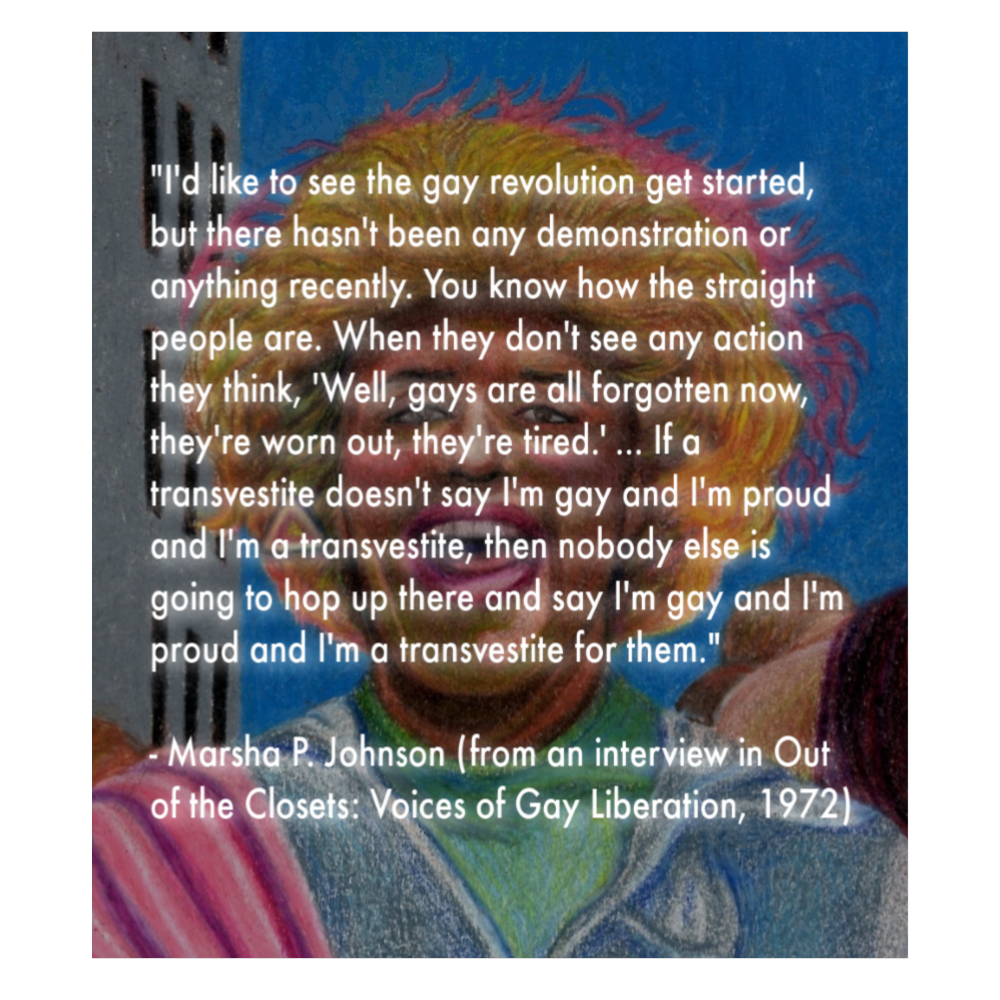 "I'd like to see the gay revolution get started,
but there hasn't been any demonstration or
anything recently. You know how the straight
people are. When they don't see any action
they think, 'Well, gays are all forgotten now,
they're worn out, they're tired.' ... If a
transvestite doesn't say I'm gay and I'm proud
and I'm a transvestite, then nobody else is
going to hop up there and say I'm gay and I'm
proud and I'm a transvestite for them."
- Marsha P. Johnson (from an interview in Out
of the Closets: Voices of Gay Liberation, 1972)